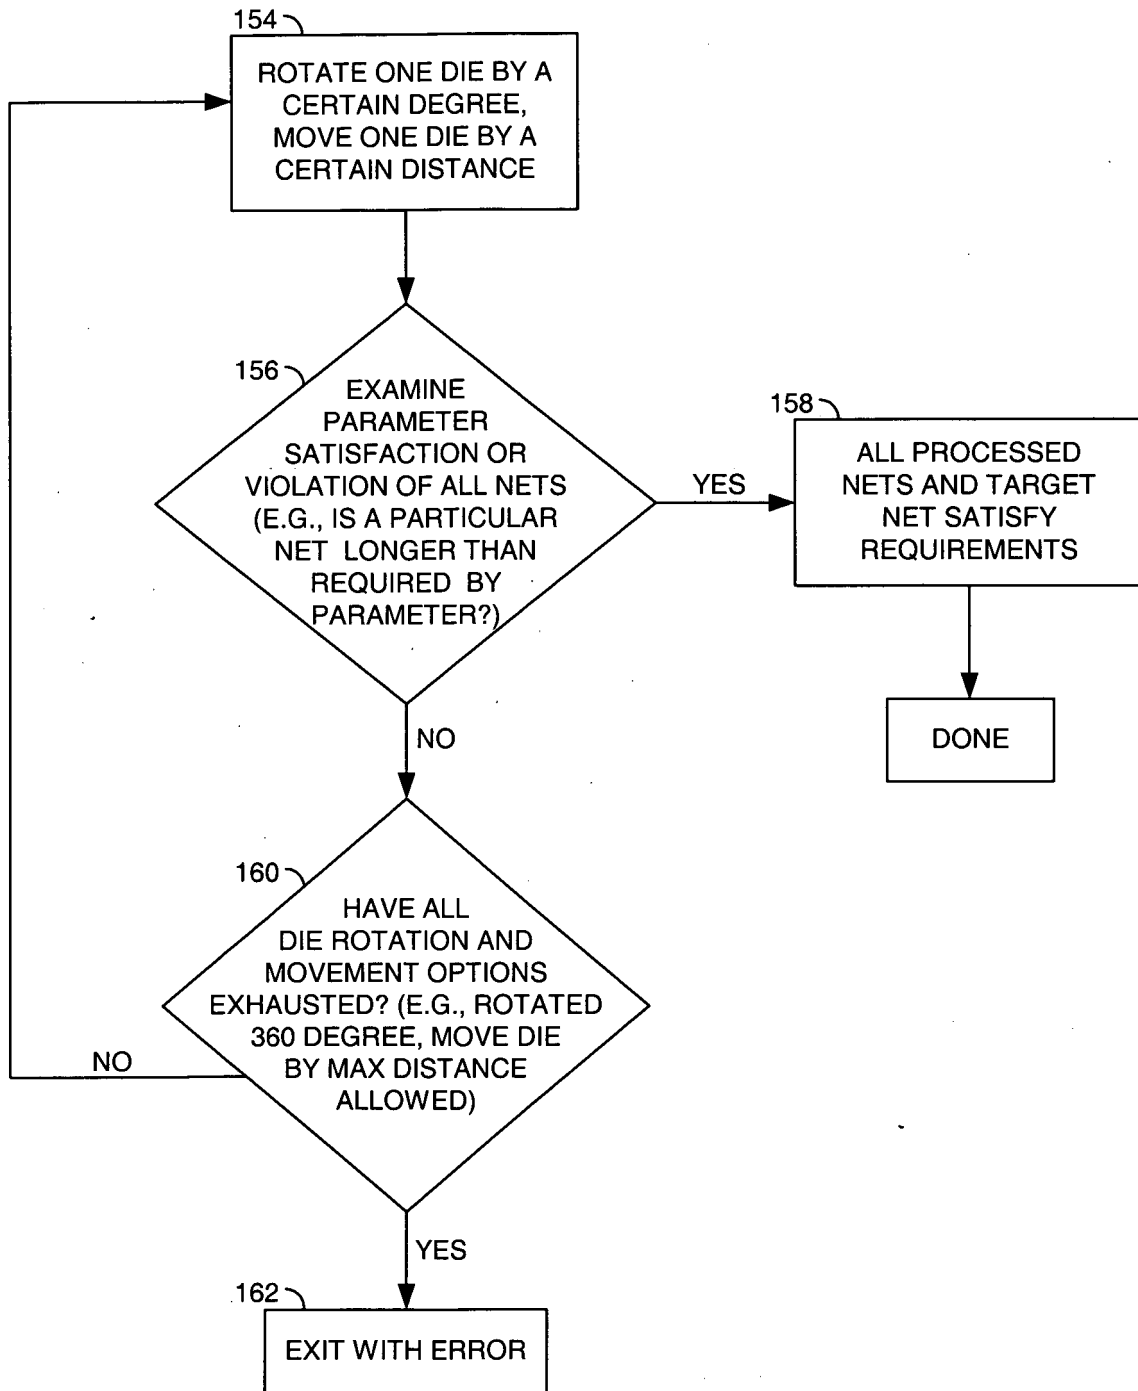 154
ROTATE ONE DIE BY A
CERTAIN DEGREE,
MOVE ONE DIE BY A
CERTAIN DISTANCE
156
EXAMINE
PARAMETER
SATISFACTION OR
VIOLATION OF ALL NETS
(E.G., IS A PARTICULAR
NET LONGER THAN
REQUIRED BY
PARAMETER?)
YES
158
ALL PROCESSED
NETS AND TARGET
NET SATISFY
REQUIREMENTS
DONE
NO
160
HAVE ALL
DIE ROTATION AND
MOVEMENT OPTIONS
EXHAUSTED? (E.G., ROTATED
360 DEGREE, MOVE DIE
BY MAX DISTANCE
ALLOWED)
NO
YES
162
EXIT WITH ERROR